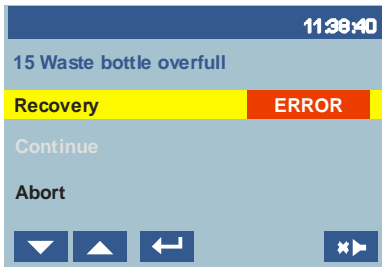 11:38:40
15 Waste bottle overfull
Recovery ERROR
Continue
Abort